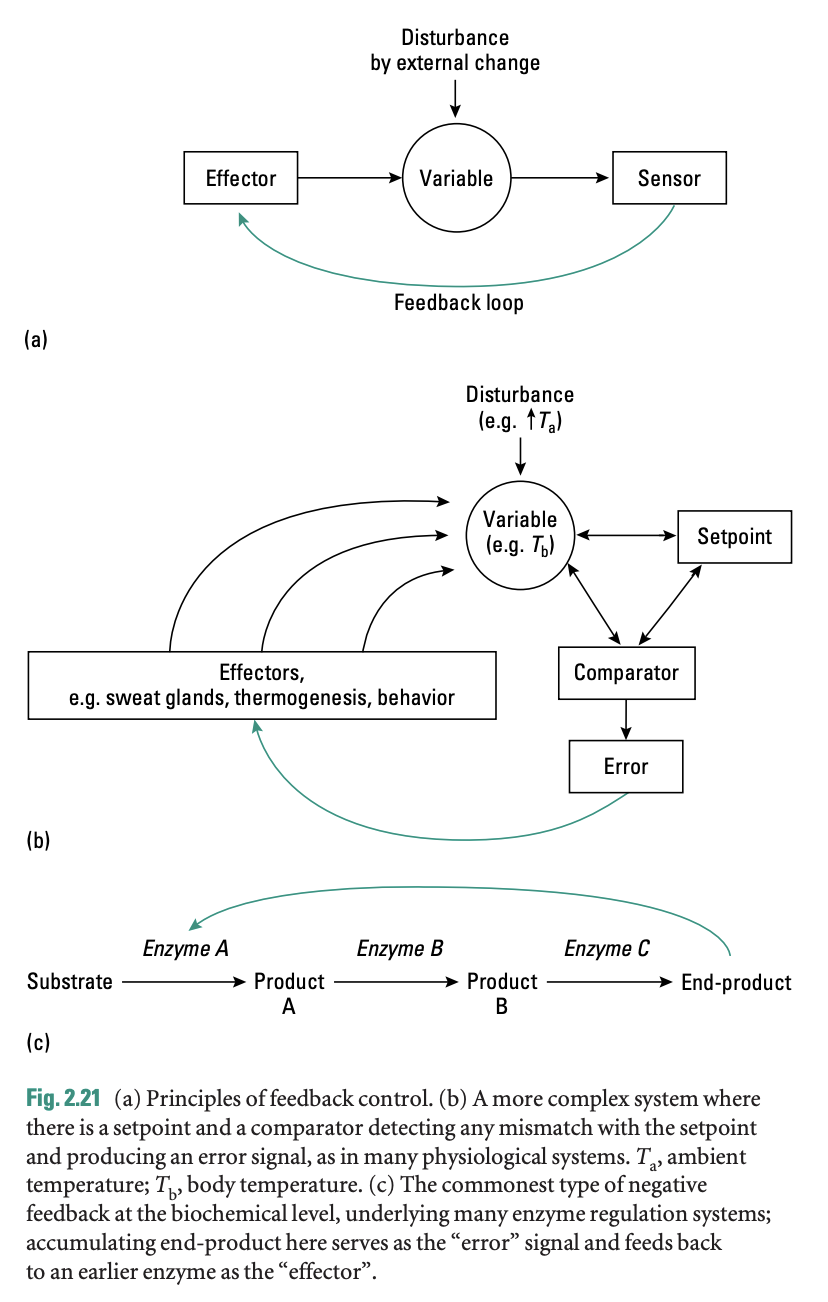 Disturbance
by external change
Effector
Variable
Sensor
Feedback loop
(a)
Disturbance
(e.g. ↑Ta)
Variable
(e.g. Tb)
Setpoint
Effectors,
e.g. sweat glands, thermogenesis, behavior
Comparator
Error
(b)
Enzyme A
Enzyme B
Enzyme C
Substrate
Product
A
Product
B
End-product
(c)
Fig. 2.21 (a) Principles of feedback control. (b) A more complex system where
there is a setpoint and a comparator detecting any mismatch with the setpoint
and producing an error signal, as in many physiological systems. Ta, ambient
temperature; Tb, body temperature. (c) The commonest type of negative
feedback at the biochemical level, underlying many enzyme regulation systems;
accumulating end-product here serves as the “error” signal and feeds back
to an earlier enzyme as the “effector”.